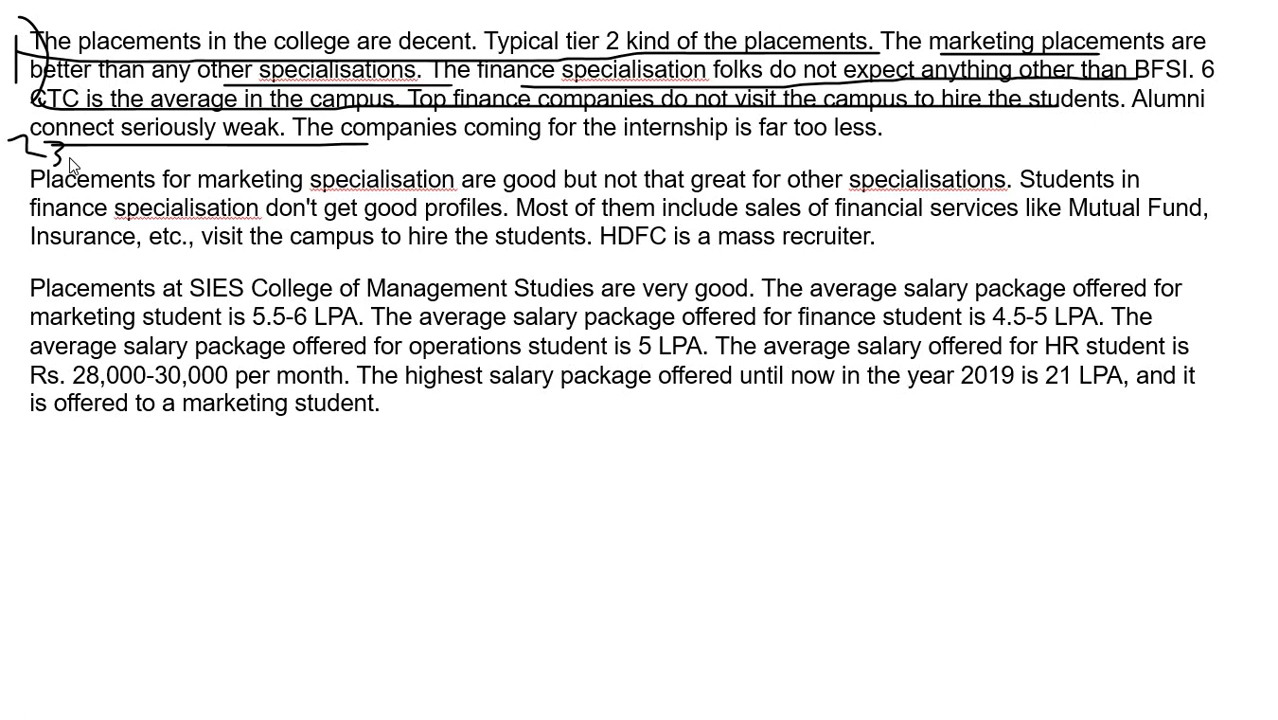 The placements in the college are decent. Typical tier 2 kind of the placements. The marketing placements are
better than any other specialisations. The finance specialisation folks do not expect anything other than BFSI. 6
CTC is the average in the campus. Top finance companies do not visit the campus to hire the students. Alumni
connect seriously weak. The companies coming for the internship is far too less.
Placements for marketing specialisation are good but not that great for other specialisations. Students in
finance specialisation don't get good profiles. Most of them include sales of financial services like Mutual Fund,
Insurance, etc., visit the campus to hire the students. HDFC is a mass recruiter.
Placements at SIES College of Management Studies are very good. The average salary package offered for
marketing student is 5.5-6 LPA. The average salary package offered for finance student is 4.5-5 LPA. The
average salary package offered for operations student is 5 LPA. The average salary offered for HR student is
Rs. 28,000-30,000 per month. The highest salary package offered until now in the year 2019 is 21 LPA, and it
is offered to a marketing student.